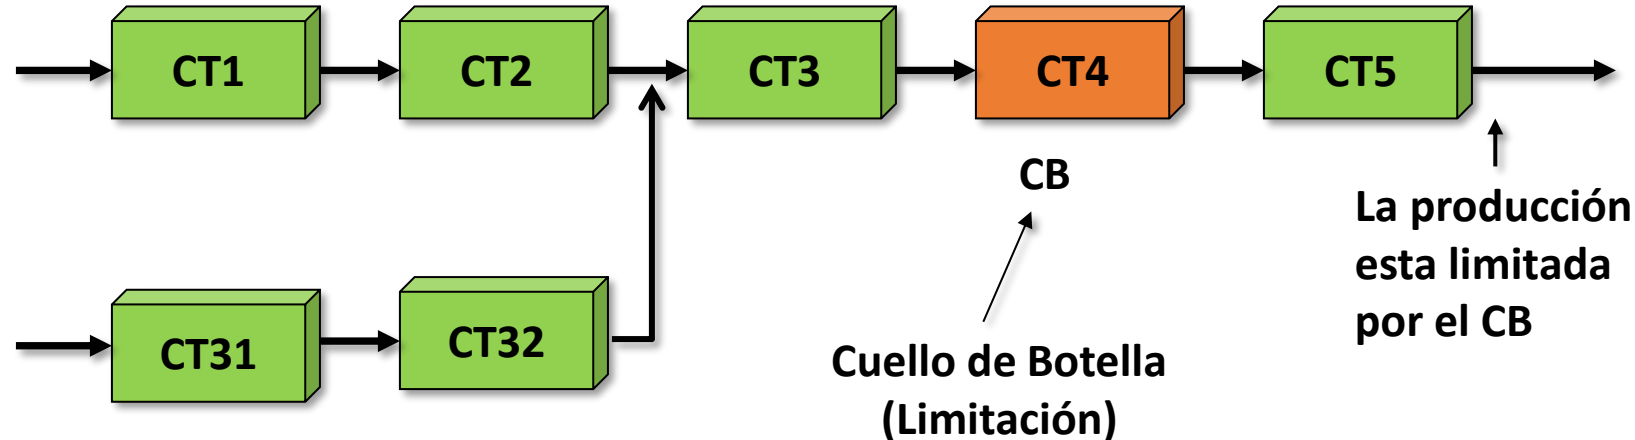 CT1
CT2
CT3
CT4
CT5
CB
La producción
esta limitada
por el CB
CT31
CT32
Cuello de Botella
(Limitación)